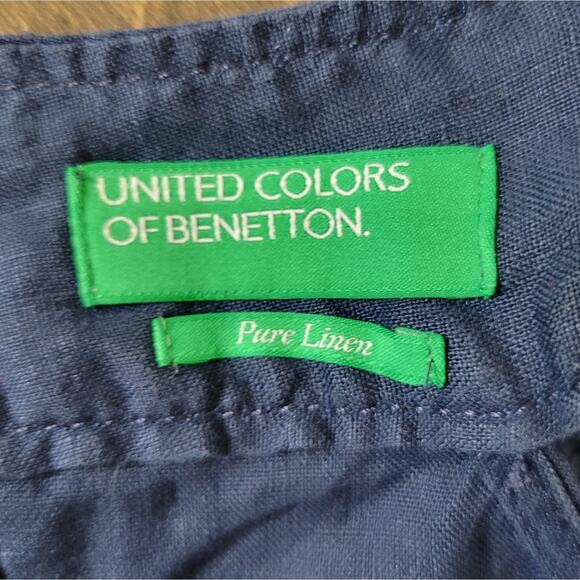 UNITED COLORS
OF BENETTON.
Pure Linen